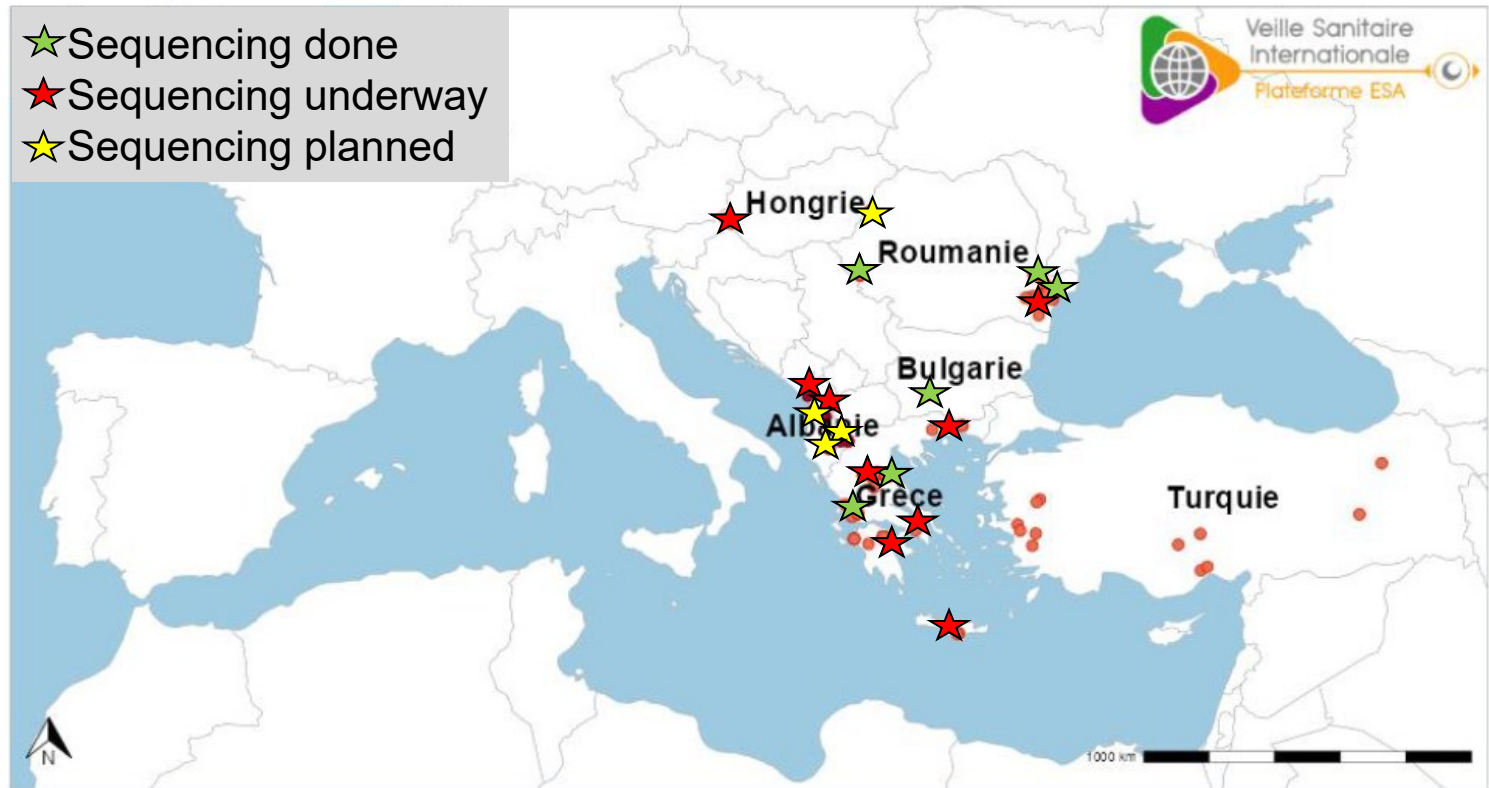 Sequencing done
Sequencing underway
Sequencing planned
Veille Sanitaire
Internationale
Plateforme ESA
Hongrie
Roumanie
Bulgarie
Albanie
Grèce
Turquie
N
1000 km